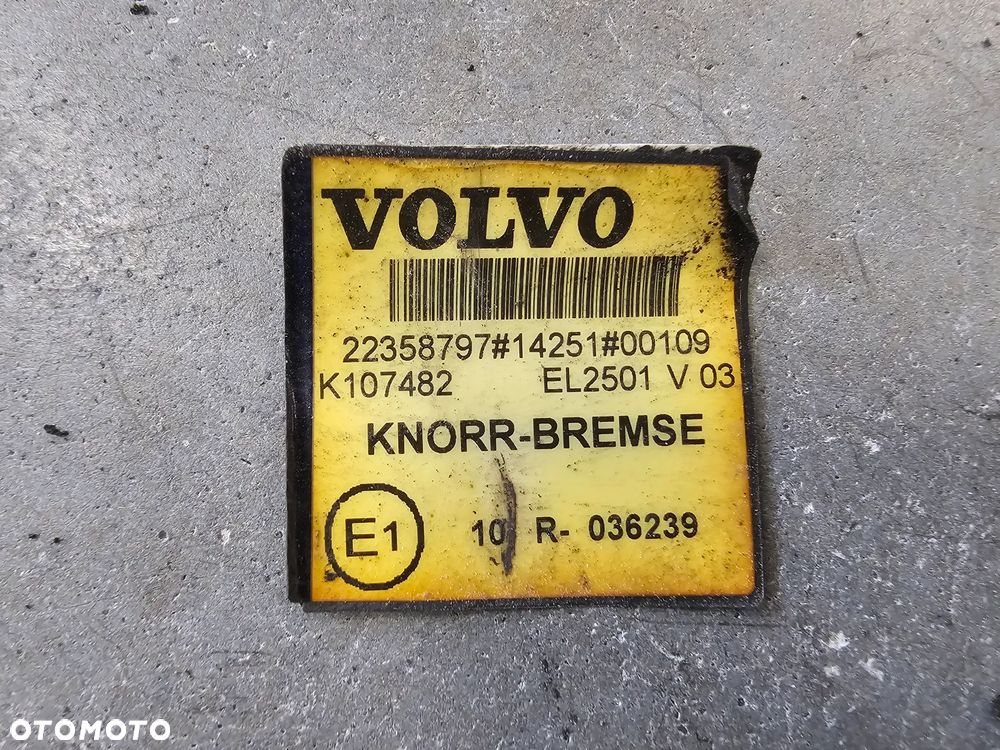 VOLVO
22358797#14251#00109
K107482 EL2501 V 03
KNORR-BREMSE
E1 10 R- 036239
OTOMOTO